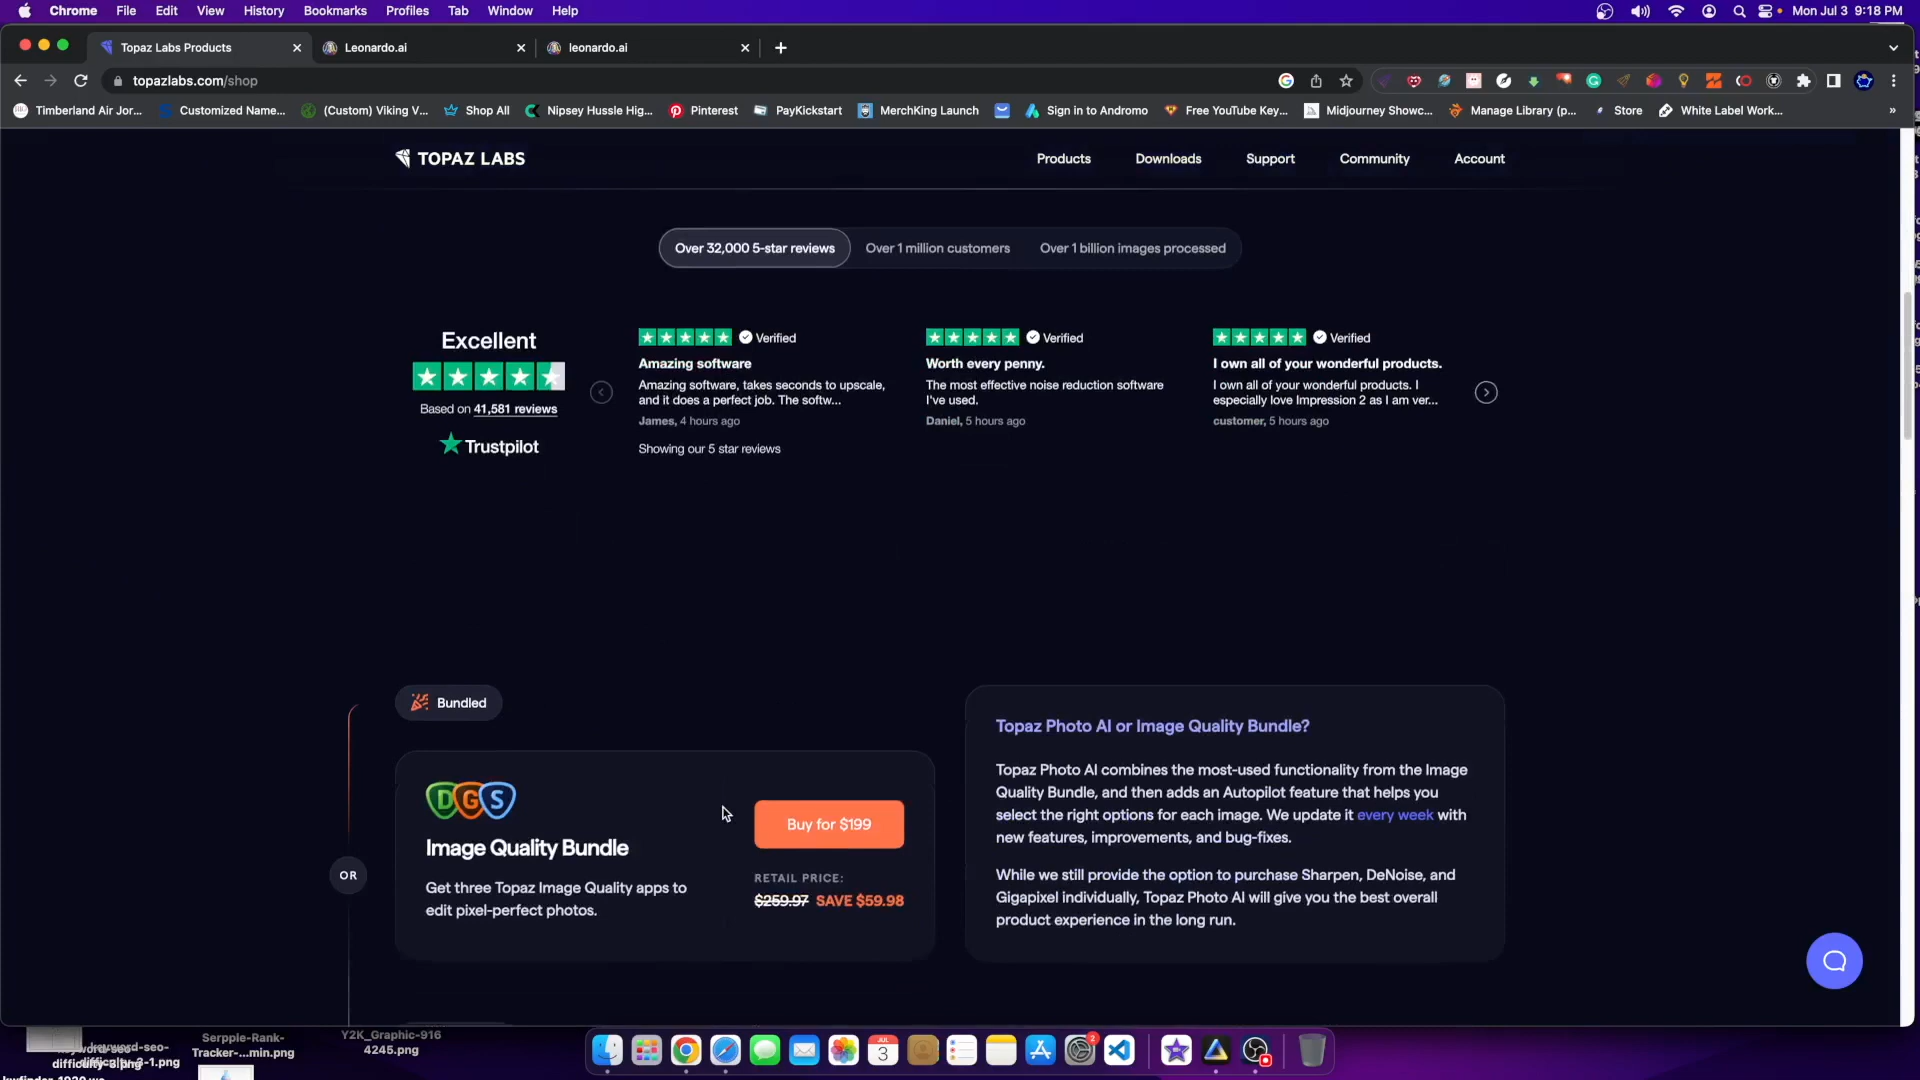 Chrome File Edit View History Bookmarks Profiles Tab Window Help Mon Jul 3 9:18 PM
Topaz Labs Products Leonardo.ai leonardo.ai
topazlabs.com/shop
Timberland Air Jor... Customized Name... (Custom) Viking V... Shop All Nipsey Hussle Hig... Pinterest PayKickstart MerchKing Launch Sign in to Andromo Free YouTube Key... Midjourney Showc... Manage Library (p... Store White Label Work... »
TOPAZ LABS Products Downloads Support Community Account
Over 32,000 5-star reviews Over 1 million customers Over 1 billion images processed
Excellent
Based on 41,581 reviews
Trustpilot
Verified
Amazing software
Amazing software, takes seconds to upscale,
and it does a perfect job. The softw...
James, 4 hours ago
Showing our 5 star reviews
Verified
Worth every penny.
The most effective noise reduction software
I've used.
Daniel, 5 hours ago
Verified
I own all of your wonderful products.
I own all of your wonderful products. I
especially love Impression 2 as I am ver...
customer, 5 hours ago
Bundled
OR
DGS
Image Quality Bundle
Get three Topaz Image Quality apps to
edit pixel-perfect photos.
Buy for $199
RETAIL PRICE:
$259.97 SAVE $59.98
Topaz Photo AI or Image Quality Bundle?
Topaz Photo AI combines the most-used functionality from the Image
Quality Bundle, and then adds an Autopilot feature that helps you
select the right options for each image. We update it every week with
new features, improvements, and bug-fixes.
While we still provide the option to purchase Sharpen, DeNoise, and
Gigapixel individually, Topaz Photo AI will give you the best overall
product experience in the long run.
Serpple-Rank-
Tracker-...min.png
Y2K_Graphic-916
4245.png
JUL
3
2